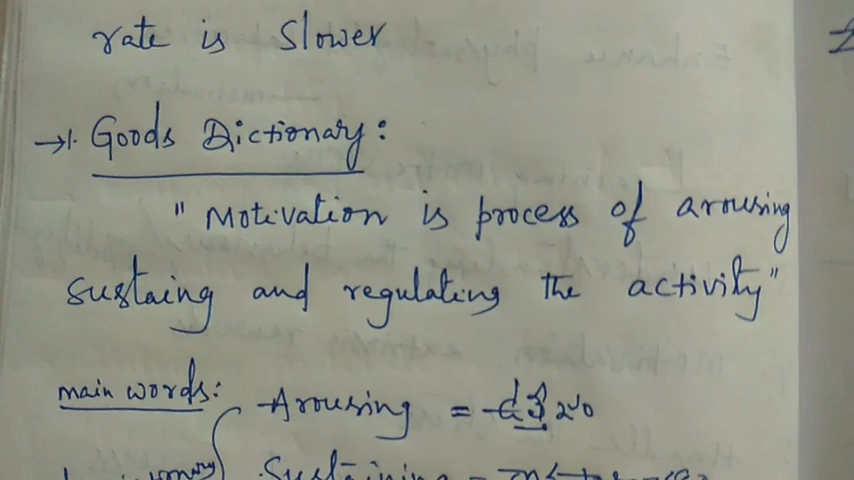 rate is slower
→1. Goods Dictionary:
" Motivation is process of arousing
sustaing and regulating the activity"
main words: Arousing =
Sustaining =